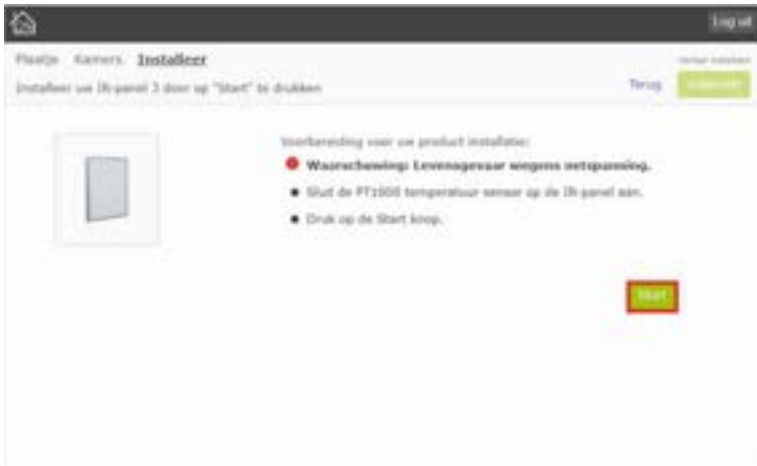 Log uit
Plaatje Kamers Installeer
Installeer uw IR-panel 3 door op "Start" te drukken
Terug
Voorbereiding voor uw product installatie:
Waarschuwing: Levensgevaar wegens netspanning.
Sluit de PT1000 temperatuur sensor op de IR-panel aan.
Druk op de Start knop.
Start